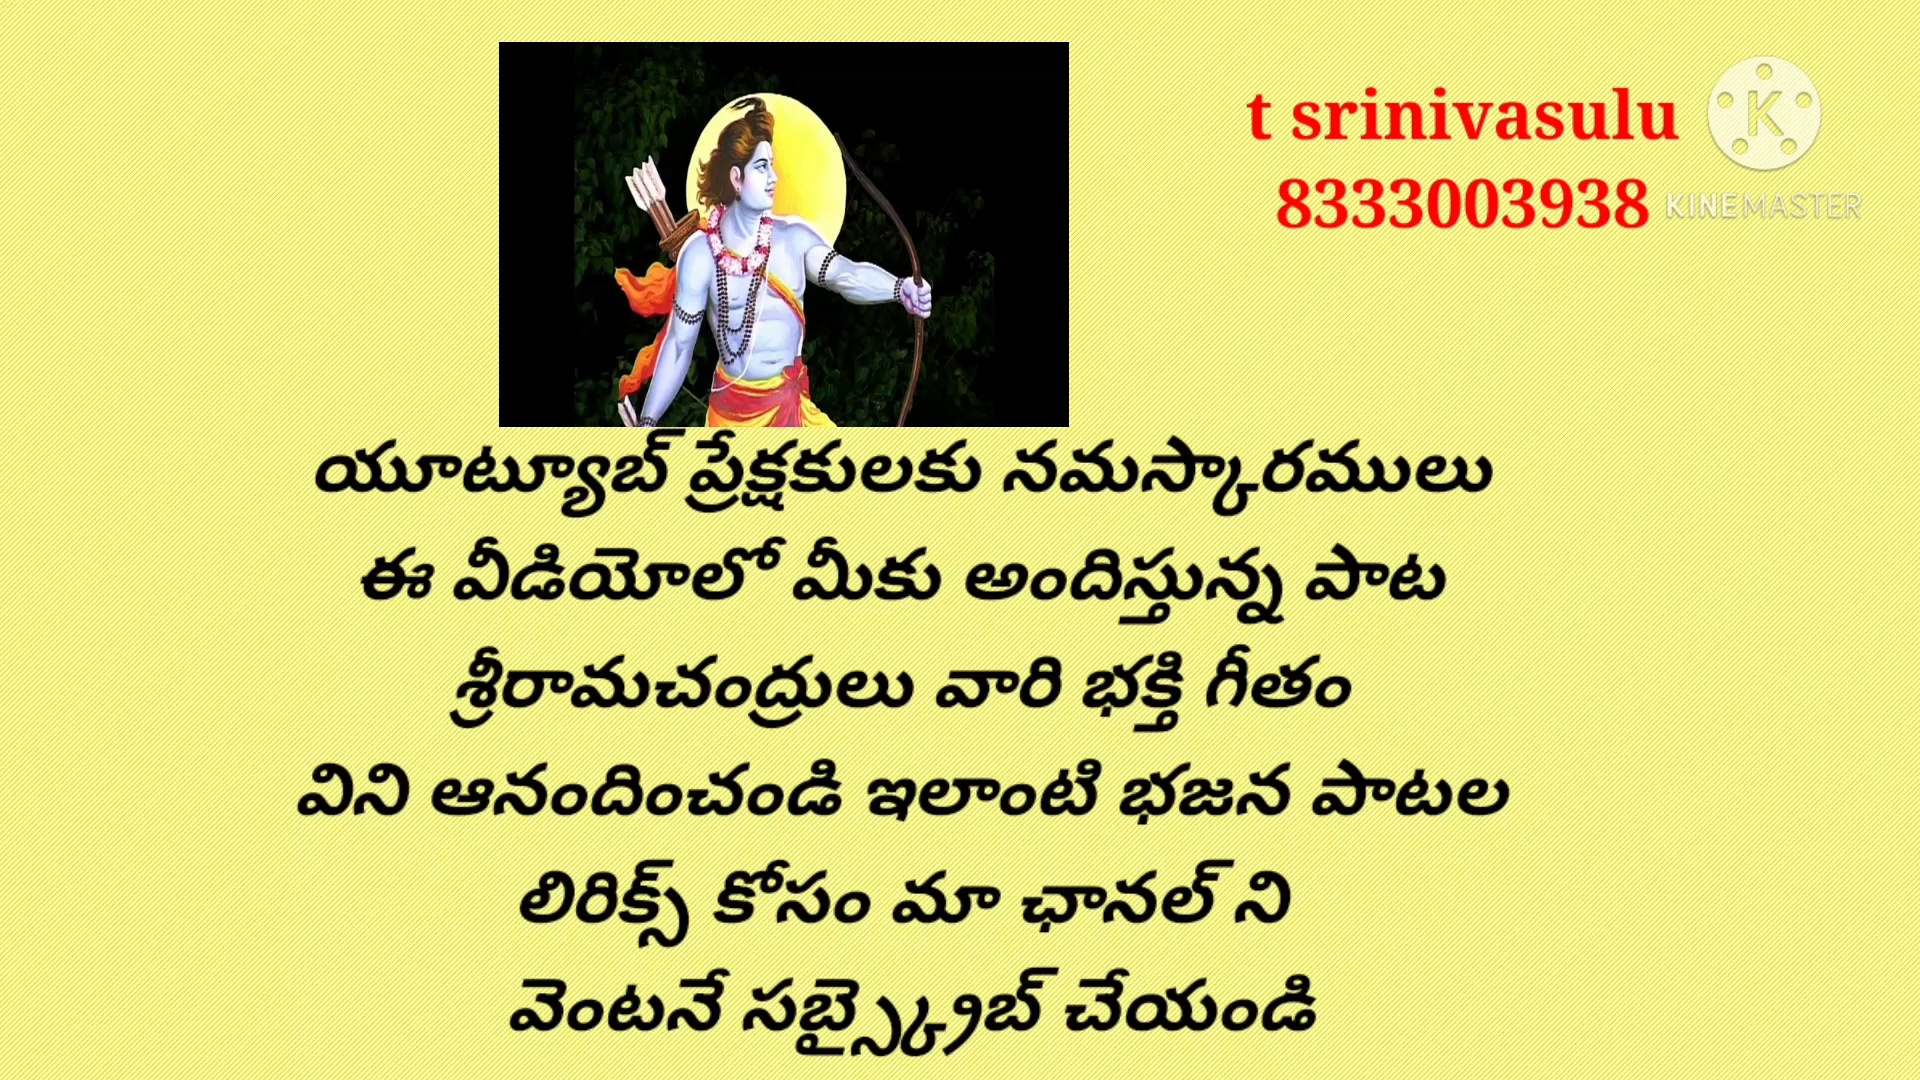 t srinivasulu
8333003938
K
KINEMASTER
యూట్యూబ్ ప్రేక్షకులకు నమస్కారములు
ఈ వీడియోలో మీకు అందిస్తున్న పాట
శ్రీరామచంద్రులు వారి భక్తి గీతం
విని ఆనందించండి ఇలాంటి భజన పాటల
లిరిక్స్ కోసం మా ఛానల్ ని
వెంటనే సబ్స్క్రైబ్ చేయండి